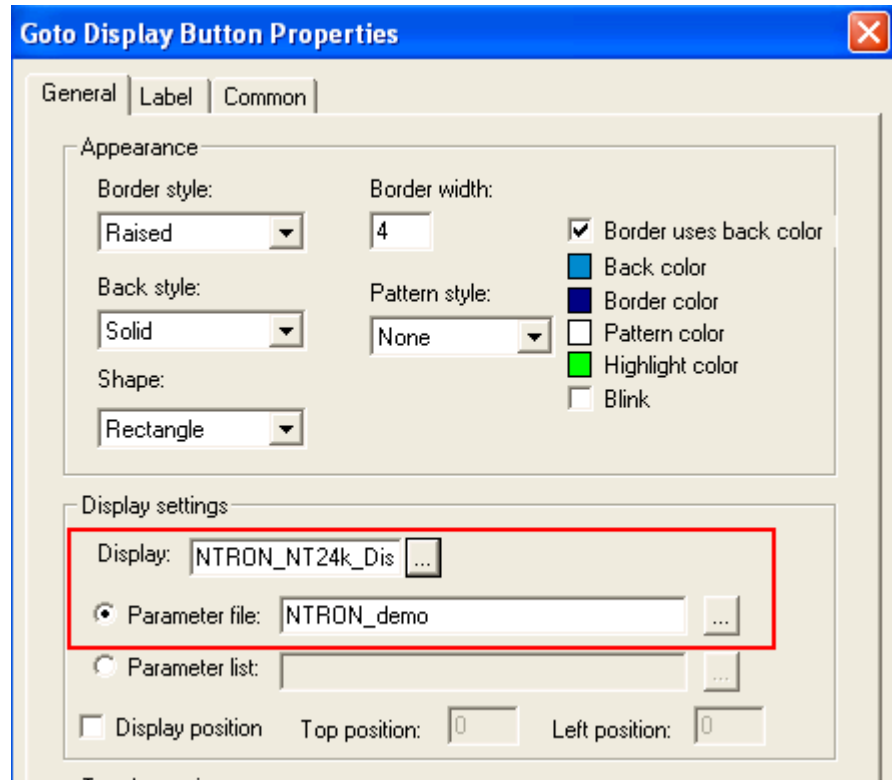 Goto Display Button Properties
General Label Common
Appearance
Border style: Border width:
Raised 4 Border uses back color
Back color
Back style: Pattern style: Border color
Solid None Pattern color
Highlight color
Shape: Blink
Rectangle
Display settings
Display: NTRON_NT24k_Dis ...
Parameter file: NTRON_demo ...
Parameter list: ...
Display position Top position: 0 Left position: 0